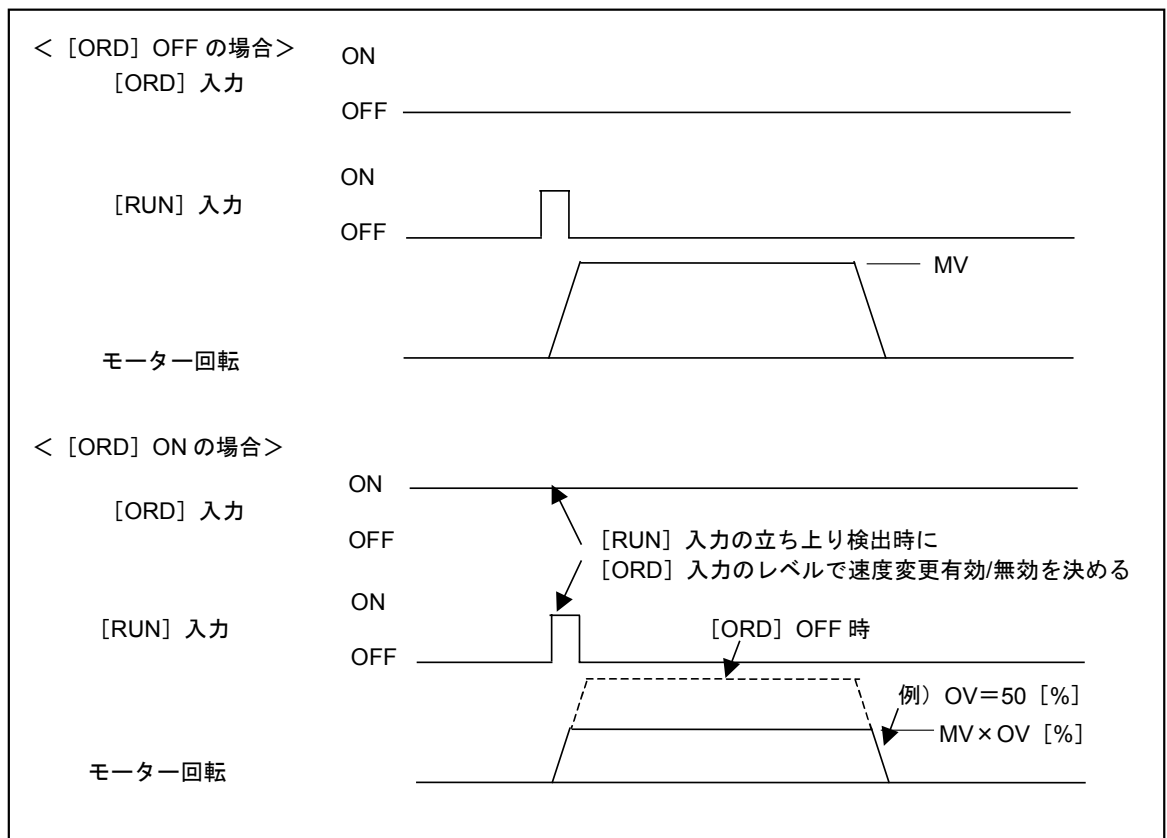 ＜［ORD］OFF の場合＞
［ORD］入力
ON
OFF
［RUN］入力
ON
OFF
MV
モーター回転
＜［ORD］ON の場合＞
［ORD］入力
ON
OFF
［RUN］入力の立ち上り検出時に
［ORD］入力のレベルで速度変更有効/無効を決める
［RUN］入力
ON
OFF
［ORD］OFF 時
例）OV＝50［%］
MV×OV［%］
モーター回転